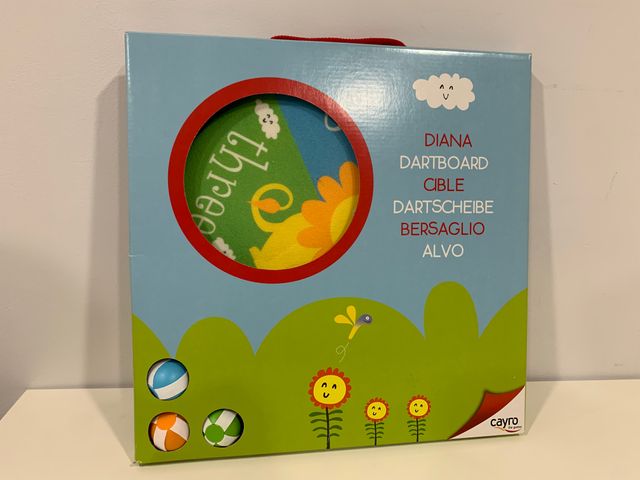 three
DIANA
DARTBOARD
CIBLE
DARTSCHEIBE
BERSAGLIO
ALVO
cayro